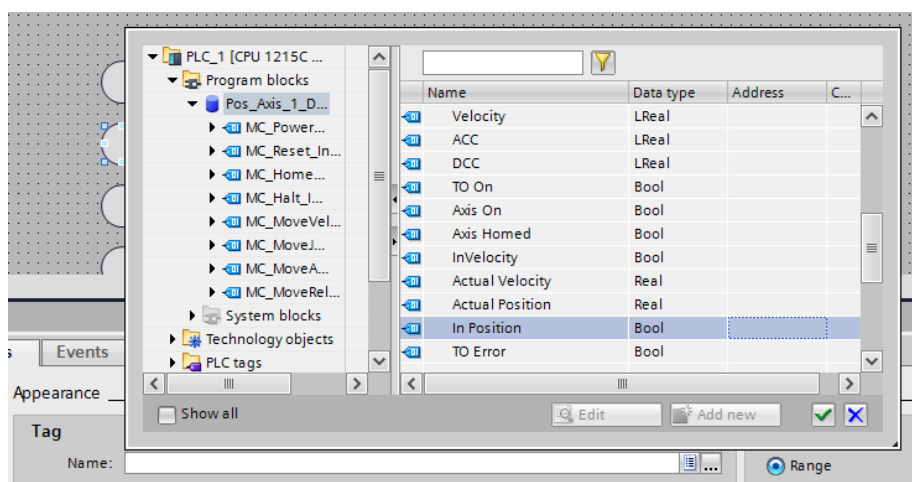 PLC_1 [CPU 1215C ...
Program blocks
Pos_Axis_1_D...
MC_Power...
MC_Reset_In...
MC_Home...
MC_Halt_I...
MC_MoveVel...
MC_MoveJ...
MC_MoveA...
MC_MoveRel...
System blocks
Technology objects
PLC tags
Show all
Name Data type Address C...
Velocity LReal
ACC LReal
DCC LReal
TO On Bool
Axis On Bool
Axis Homed Bool
InVelocity Bool
Actual Velocity Real
Actual Position Real
In Position Bool
TO Error Bool
Edit Add new
Events
Appearance
Tag
Name:
...
Range